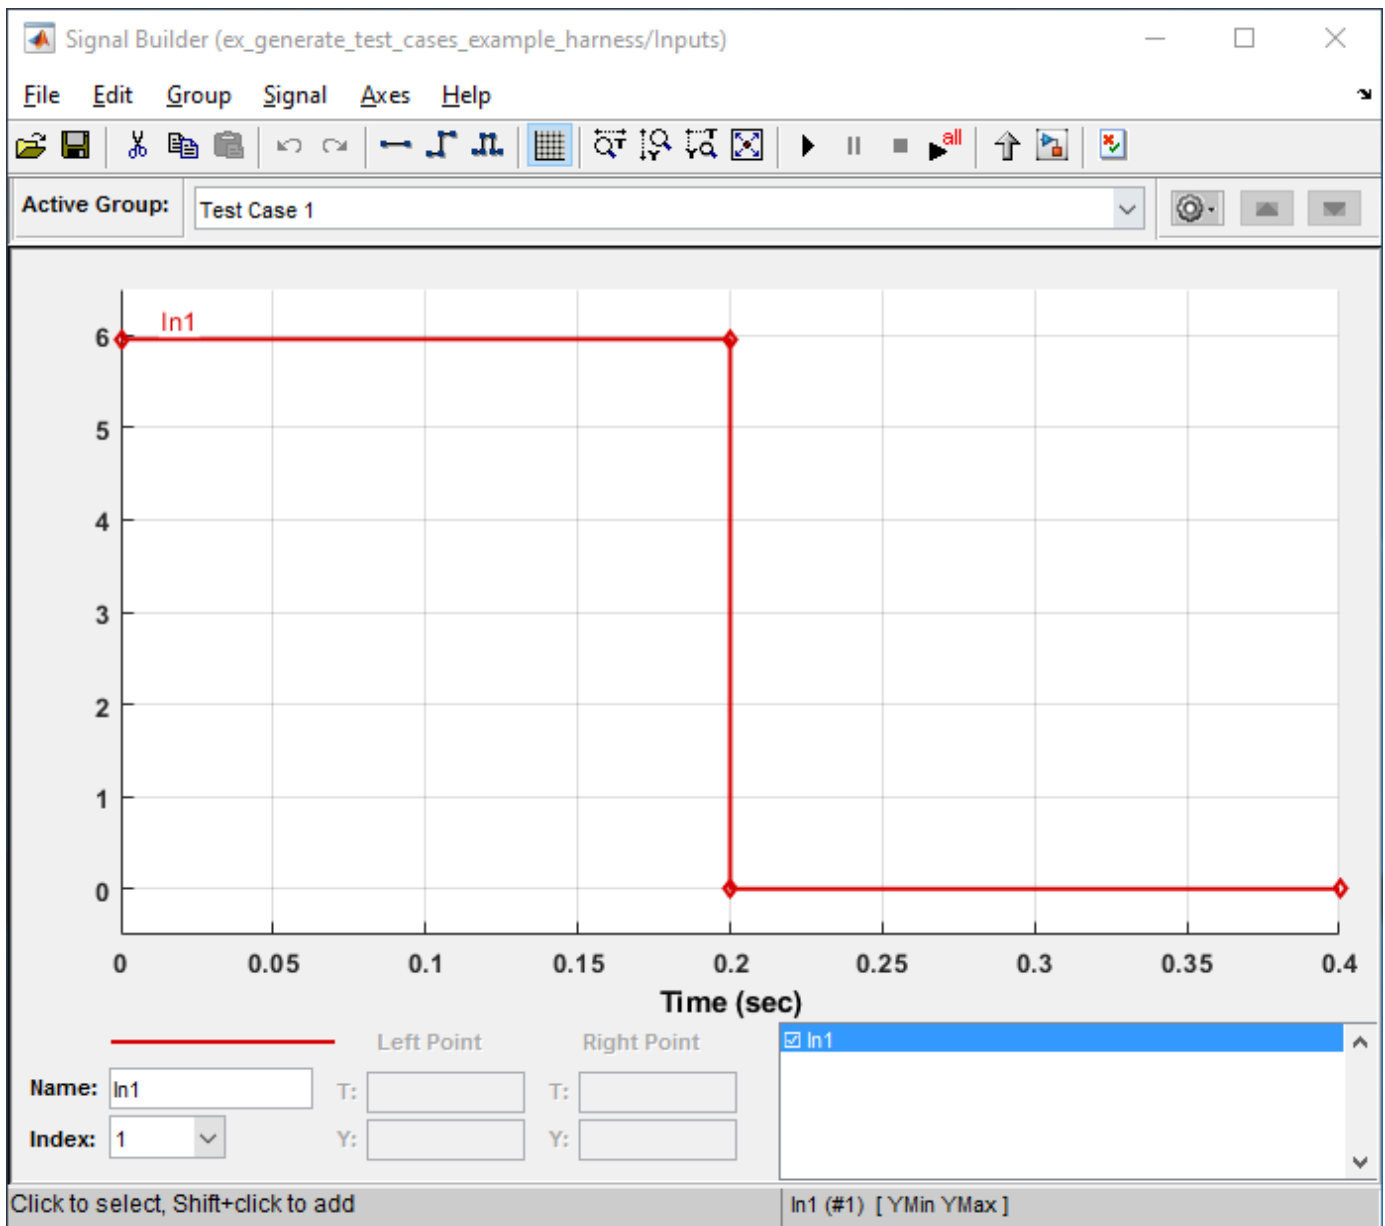 Signal Builder (ex_generate_test_cases_example_harness/Inputs)
File Edit Group Signal Axes Help
all
Active Group: Test Case 1
In1
6
5
4
3
2
1
0
0 0.05 0.1 0.15 0.2 0.25 0.3 0.35 0.4
Time (sec)
Left Point Right Point In1
Name: In1 T: T:
Index: 1 Y: Y:
Click to select, Shift+click to add In1 (#1) [ YMin YMax ]